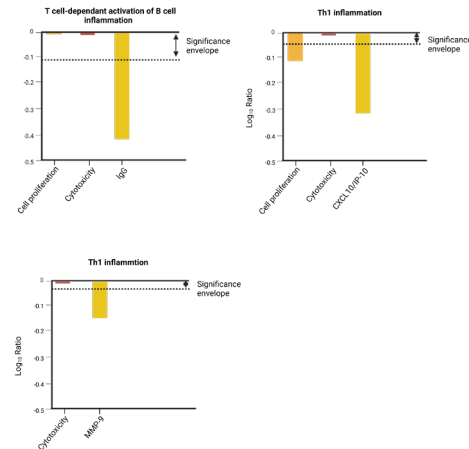 T cell-dependant activation of B cell
inflammation
0
-0.1
-0.2
-0.3
-0.4
-0.5
Significance
envelope
Cell proliferation
Cytotoxicity
IgG
Th1 inflammation
Log₁₀ Ratio
0
-0.1
-0.2
-0.3
-0.4
-0.5
Significance
envelope
Cell proliferation
Cytotoxicity
CXCL10/IP-10
Th1 inflammtion
Log₁₀ Ratio
0
-0.1
-0.2
-0.3
-0.4
-0.5
Significance
envelope
Cytotoxicity
MMP-9